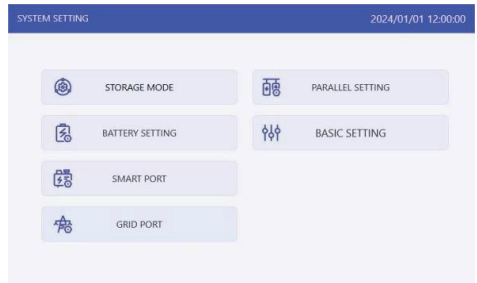 SYSTEM SETTING
2024/01/01 12:00:00
STORAGE MODE
PARALLEL SETTING
BATTERY SETTING
BASIC SETTING
SMART PORT
GRID PORT